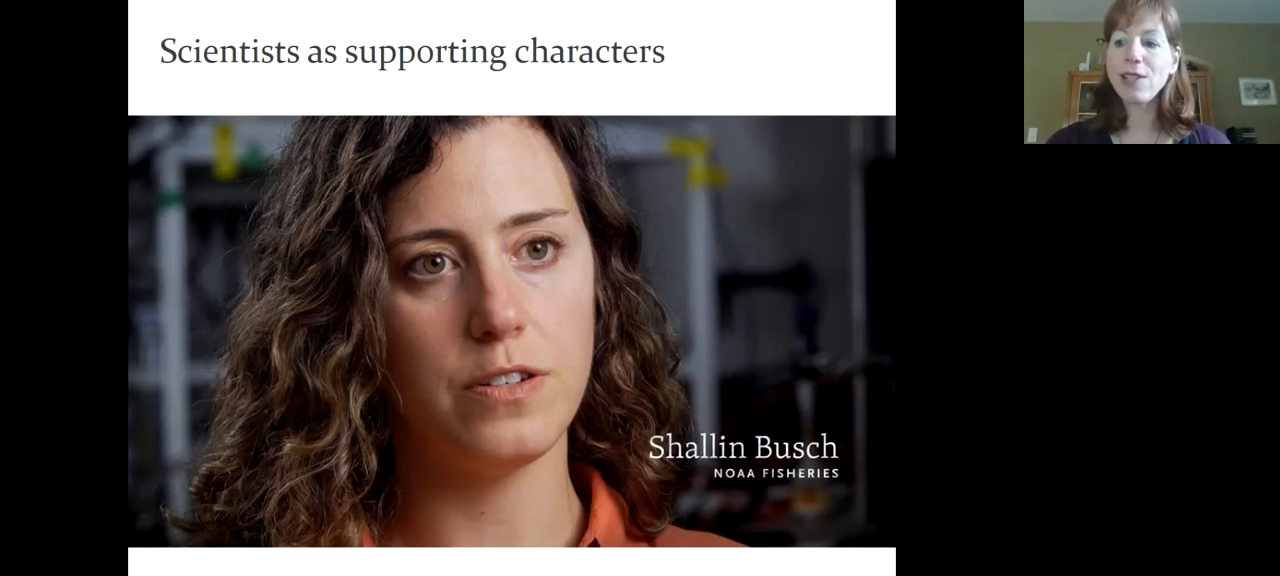 Scientists as supporting characters
Shallin Busch
NOAA FISHERIES